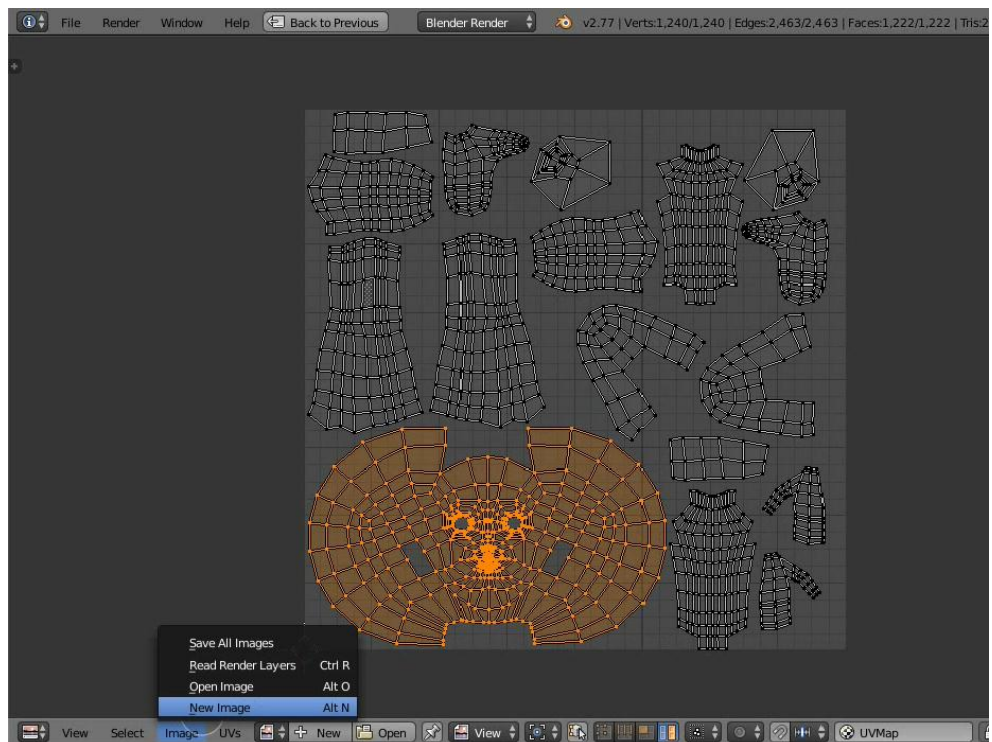 File Render Window Help Back to Previous Blender Render v2.77 | Verts:1,240/1,240 | Edges:2,463/2,463 | Faces:1,222/1,222 | Tris:2
Save All Images
Read Render Layers Ctrl R
Open Image Alt O
New Image Alt N
View Select Image UVs New Open View UVMap